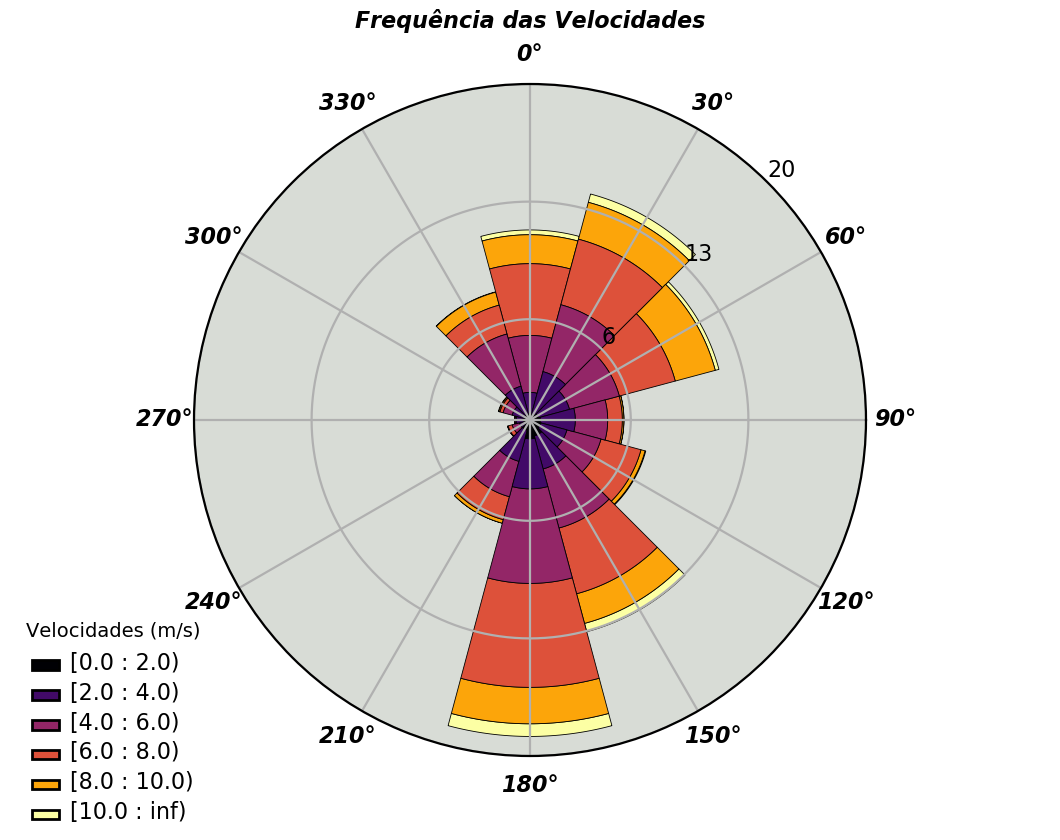 Frequência das Velocidades
0°
330°
30°
20
300°
60°
13
6
270°
90°
240°
120°
210°
150°
180°
Velocidades (m/s)
[0.0 : 2.0)
[2.0 : 4.0)
[4.0 : 6.0)
[6.0 : 8.0)
[8.0 : 10.0)
[10.0 : inf)